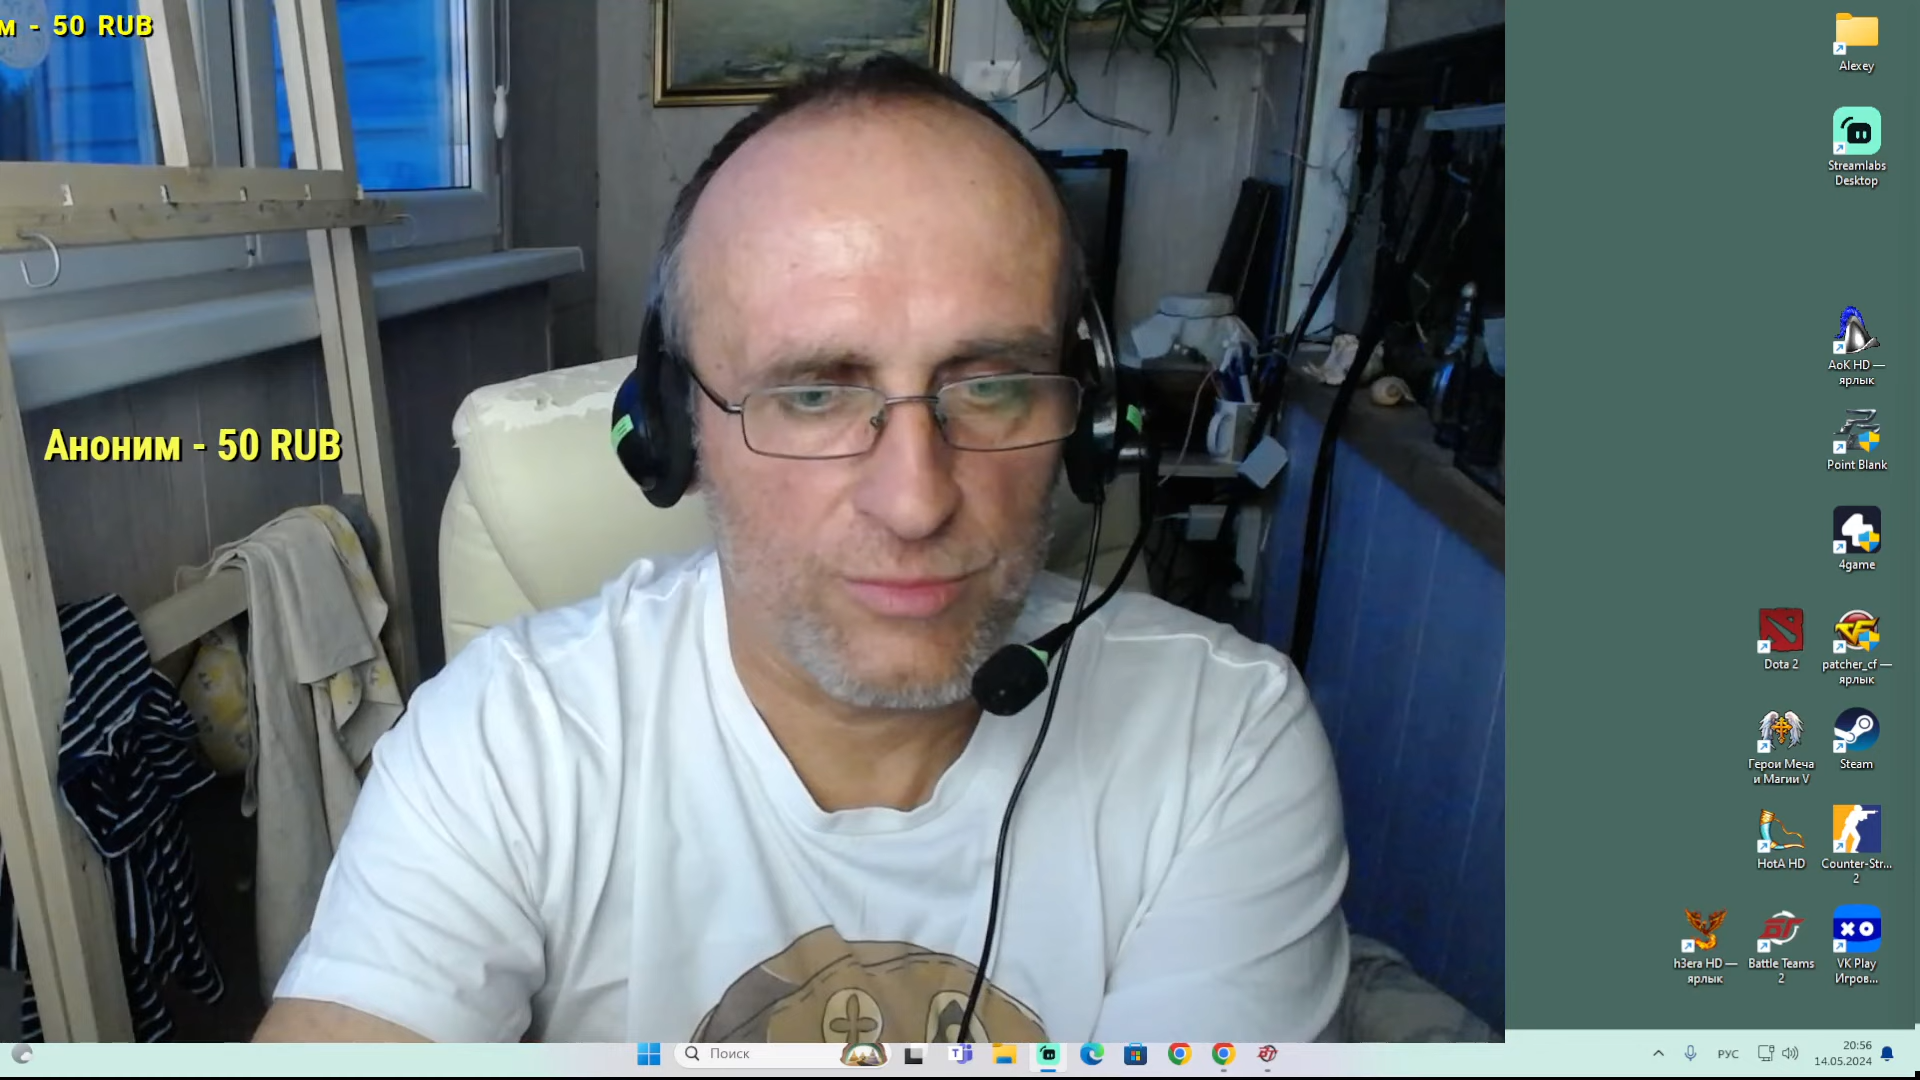 м - 50 RUB
Аноним - 50 RUB
Alexey
Streamlabs
Desktop
AoK HD —
ярлык
Point Blank
4game
Dota 2
patcher_cf —
ярлык
Герои Меча
и Магии V
Steam
HotA HD
Counter-Str...
2
h3era HD —
ярлык
Battle Teams
2
VK Play
Игров...
Поиск
РУС
20:56
14.05.2024